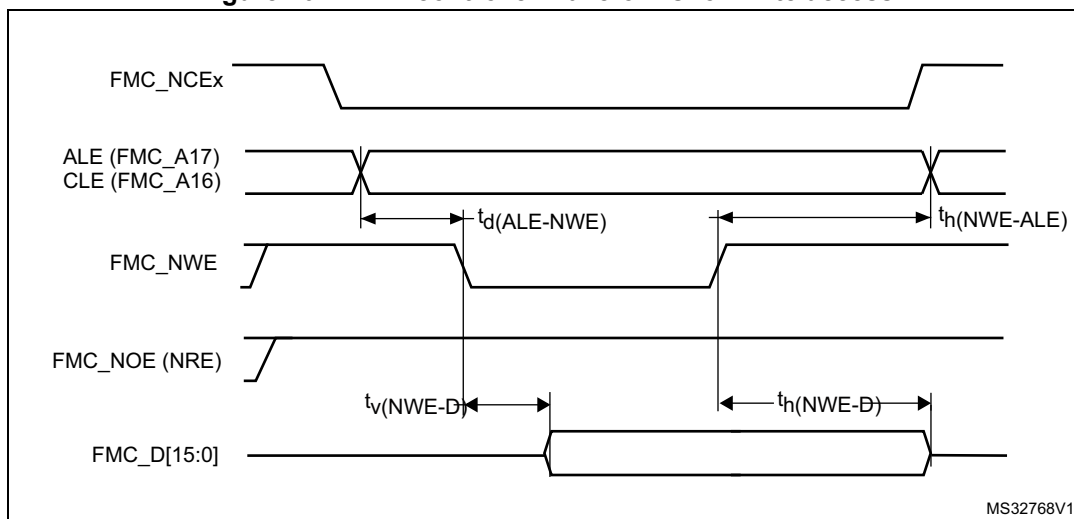 FMC_NCEx
ALE (FMC_A17)
CLE (FMC_A16)
td(ALE-NWE)
th(NWE-ALE)
FMC_NWE
FMC_NOE (NRE)
tv(NWE-D)
th(NWE-D)
FMC_D[15:0]
MS32768V1